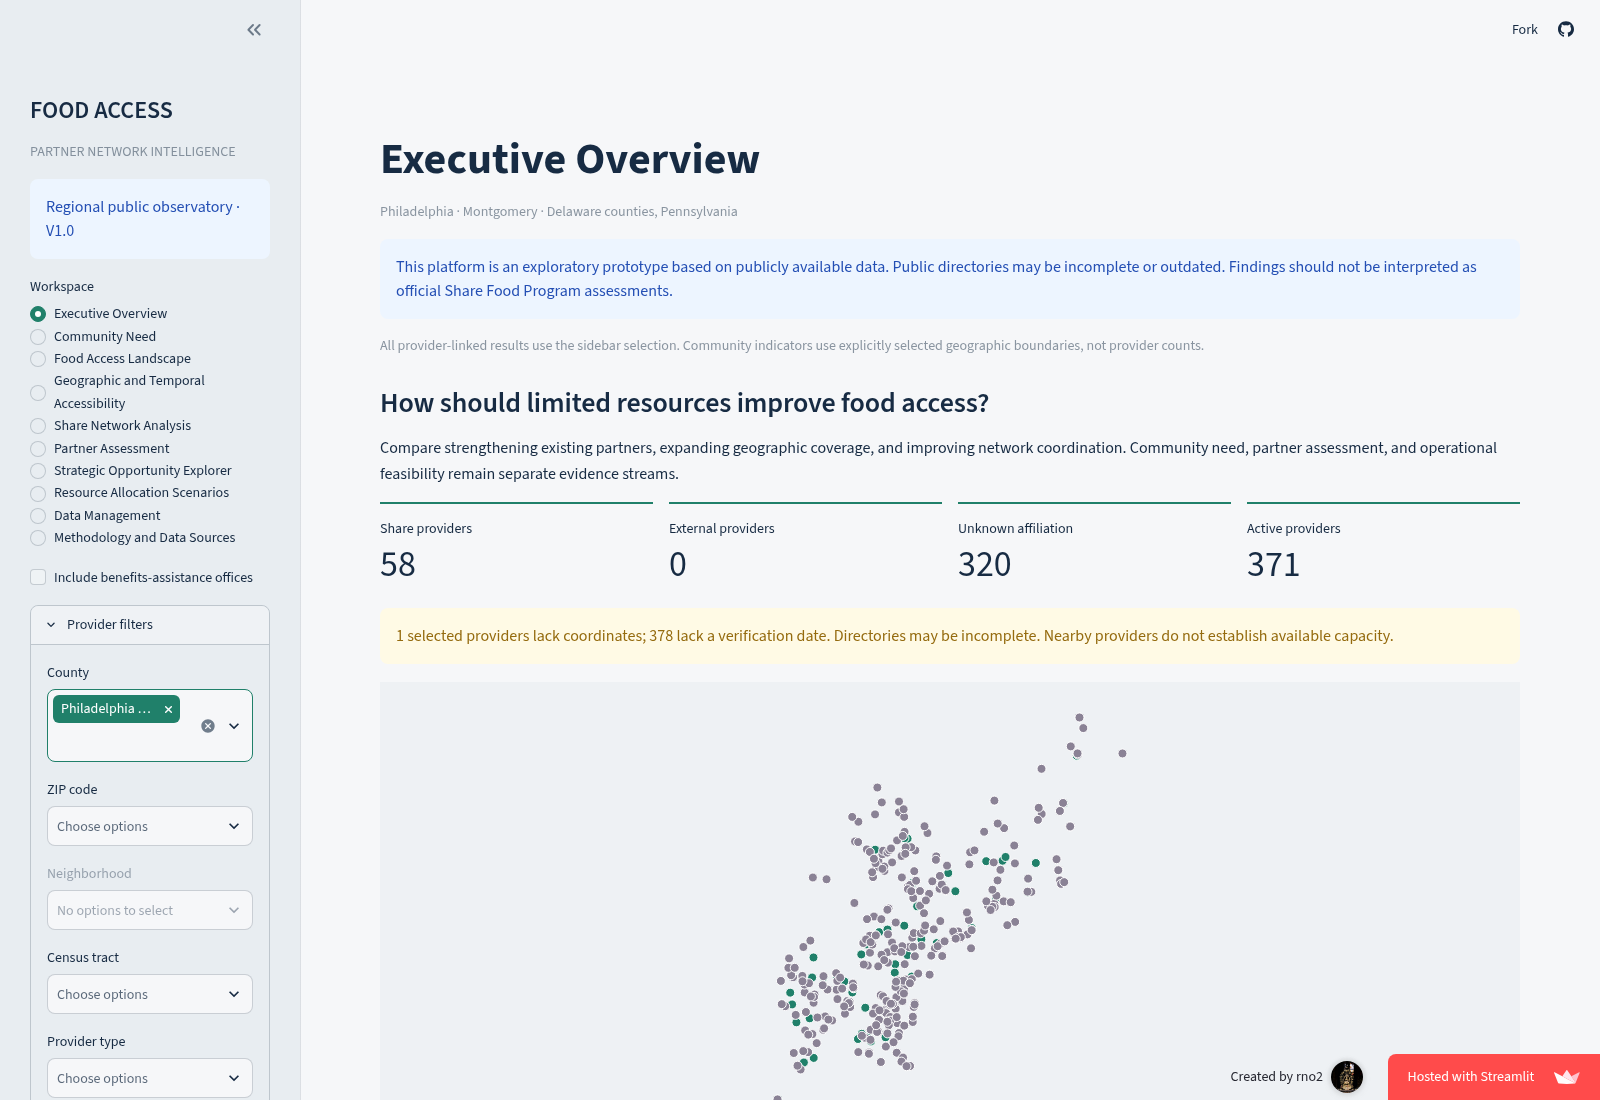 FOOD ACCESS
PARTNER NETWORK INTELLIGENCE
Regional public observatory ·
V1.0
Workspace
Executive Overview
Community Need
Food Access Landscape
Geographic and Temporal
Accessibility
Share Network Analysis
Partner Assessment
Strategic Opportunity Explorer
Resource Allocation Scenarios
Data Management
Methodology and Data Sources
Include benefits-assistance offices
Provider filters
County
Philadelphia ...
ZIP code
Choose options
Neighborhood
No options to select
Census tract
Choose options
Provider type
Choose options
Fork
Executive Overview
Philadelphia · Montgomery · Delaware counties, Pennsylvania
This platform is an exploratory prototype based on publicly available data. Public directories may be incomplete or outdated. Findings should not be interpreted as
official Share Food Program assessments.
All provider-linked results use the sidebar selection. Community indicators use explicitly selected geographic boundaries, not provider counts.
How should limited resources improve food access?
Compare strengthening existing partners, expanding geographic coverage, and improving network coordination. Community need, partner assessment, and operational
feasibility remain separate evidence streams.
Share providers
58
External providers
0
Unknown affiliation
320
Active providers
371
1 selected providers lack coordinates; 378 lack a verification date. Directories may be incomplete. Nearby providers do not establish available capacity.
Created by rno2
Hosted with Streamlit